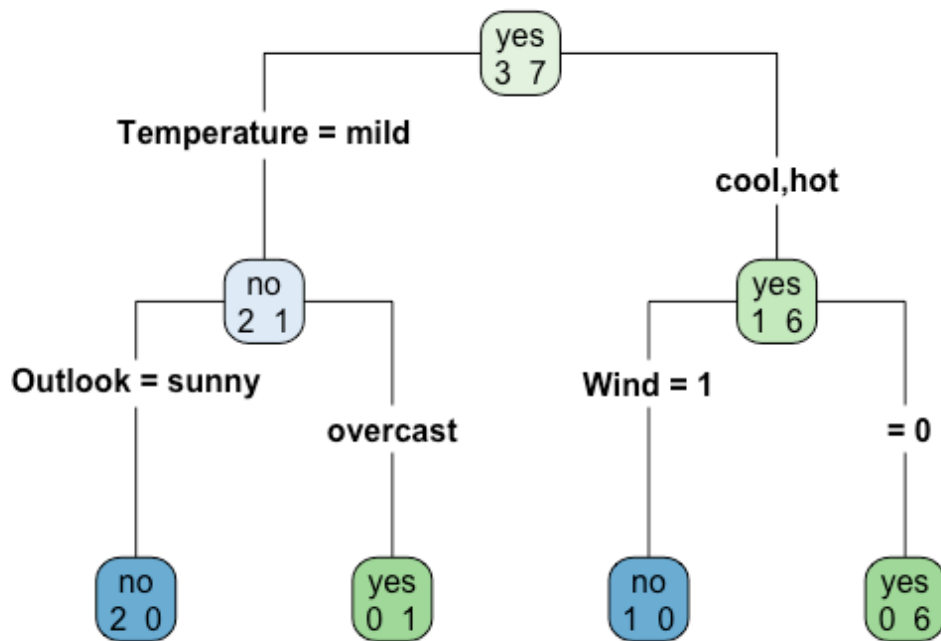 yes
3 7
Temperature = mild
cool,hot
no
2 1
yes
1 6
Outlook = sunny
overcast
Wind = 1
= 0
no
2 0
yes
0 1
no
1 0
yes
0 6